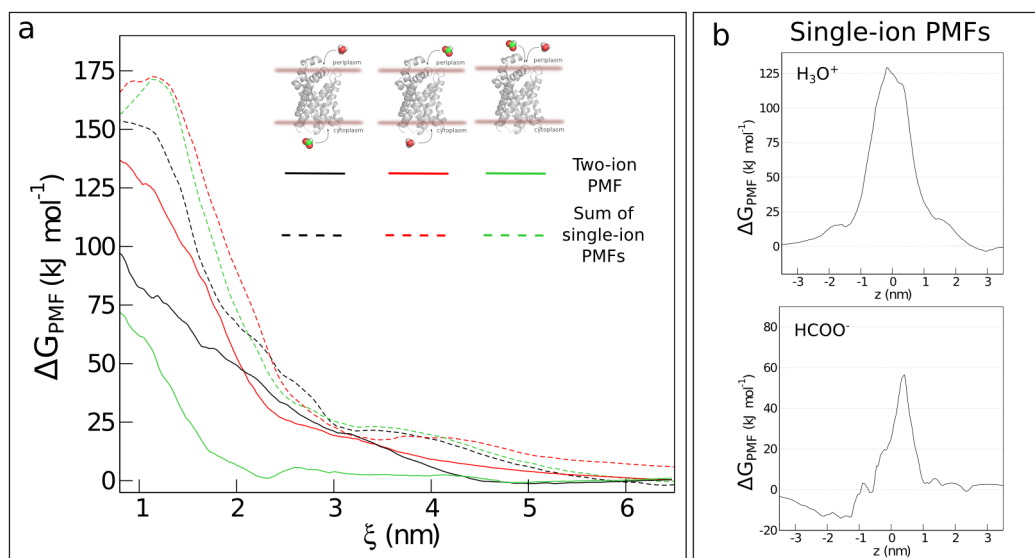 a
periplasm
periplasm
periplasm
cytoplasm
cytoplasm
cytoplasm
Two-ion
PMF
Sum of
single-ion
PMFs
175
150
125
100
75
50
25
0
ΔG_PMF (kJ mol⁻¹)
1 2 3 4 5 6
ξ (nm)
b
Single-ion PMFs
H₃O⁺
125
100
75
50
25
0
ΔG_PMF (kJ mol⁻¹)
-3 -2 -1 0 1 2 3
z (nm)
HCOO⁻
80
60
40
20
0
-20
ΔG_PMF (kJ mol⁻¹)
-3 -2 -1 0 1 2 3
z (nm)